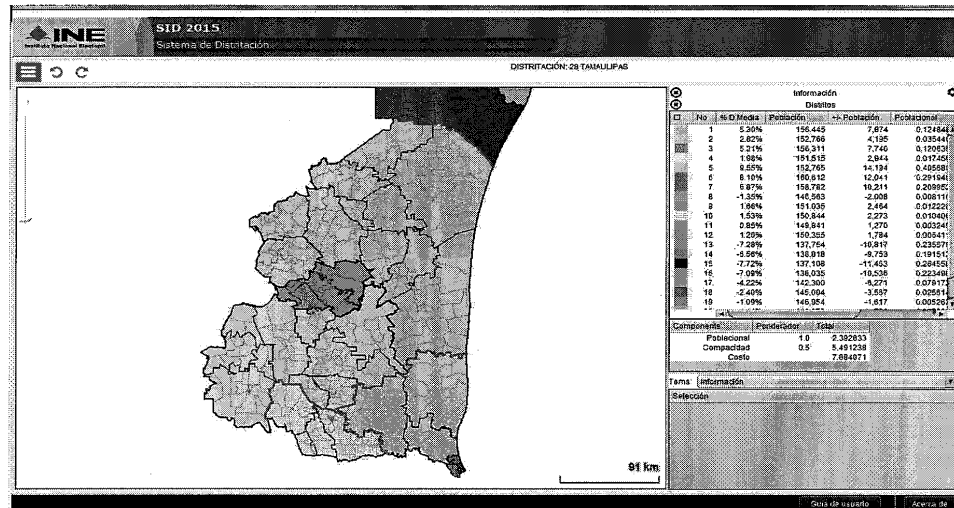 INE
Instituto Nacional Electoral
SID 2015
Sistema de Distritación
DISTRITACIÓN: 28 TAMAULIPAS
Información
Distritos
No % D.Media Población +/- Población Poblacional
1 5.30% 156,445 7,874
2 2.82% 152,766 4,195
3 5.21% 156,311 7,740
4 1.98% 151,515 2,944
5 9.55% 14,194
6 8.10% 160,612 12,041
7 6.87% 158,782 10,211
8 -1.35% 146,563 -2,008
9 1.66% 151,035 2,464
10 1.53% 150,844 2,273
11 0.85% 149,841 1,270
12 1.20% 150,355 1,784
13 -7.28% 137,754 -10,817
14 -6.56% 138,818 -9,753
15 -7.72% 137,108 -11,463
16 -7.09% 138,035 -10,536
17 -4.22% 142,300 -6,271
18 -2.40% 145,004 -3,567
19 -1.09% 146,954 -1,617
Componente Ponderador Total
Poblacional 1.0
Compacidad 0.5 5.491238
Costo
Tema: Información
Selección
91 km
Guía de usuario Acerca de